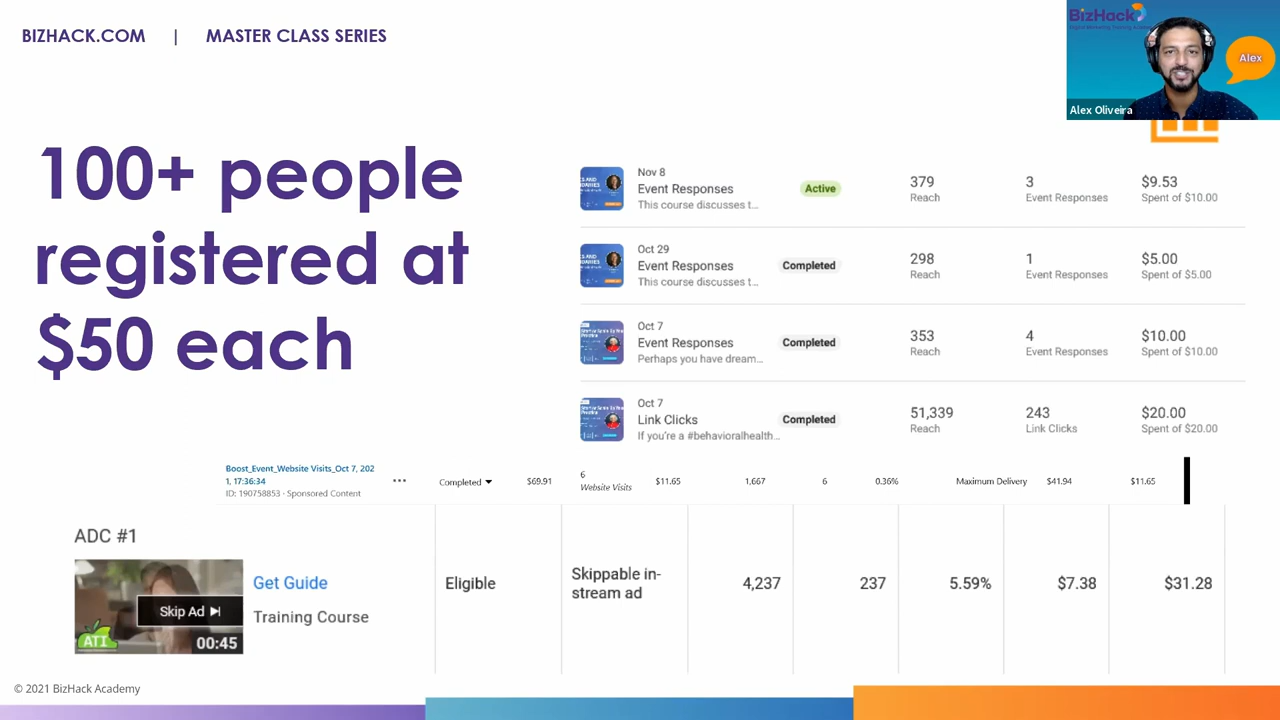 BIZHACK.COM | MASTER CLASS SERIES
BizHack
Alex
Alex Oliveira
100+ people
registered at
$50 each
Nov 8
Event Responses
This course discusses t...
Active
379
Reach
3
Event Responses
$9.53
Spent of $10.00
Oct 29
Event Responses
This course discusses t...
Completed
298
Reach
1
Event Responses
$5.00
Spent of $5.00
Oct 7
Event Responses
Perhaps you have dream...
Completed
353
Reach
4
Event Responses
$10.00
Spent of $10.00
Oct 7
Link Clicks
If you're a #behavioralhealth...
Completed
51,339
Reach
243
Link Clicks
$20.00
Spent of $20.00
Boost_Event_Website Visits_Oct 7, 202
1, 17:36:34
ID: 190758853 · Sponsored Content
... Completed $69.91
6
Website Visits
$11.65 1,667 6 0.36% Maximum Delivery $41.94 $11.65
ADC #1
Skip Ad
00:45
ATI
Get Guide
Training Course
Eligible
Skippable in-
stream ad
4,237 237 5.59% $7.38 $31.28
© 2021 BizHack Academy